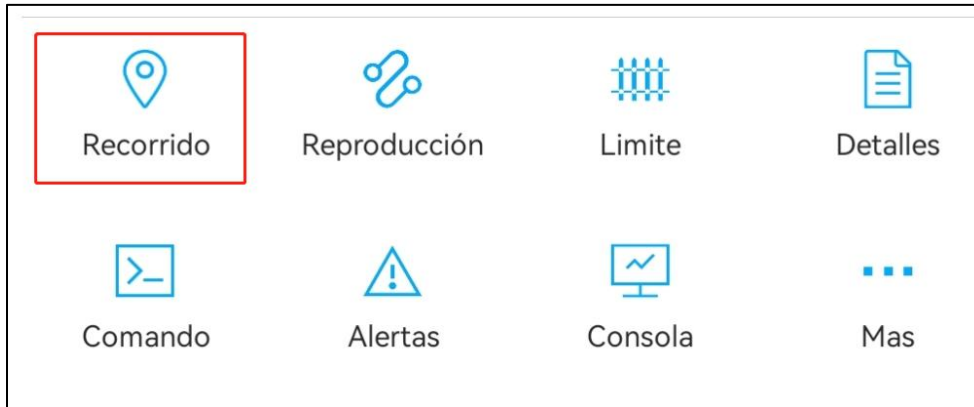 Recorrido Reproducción Limite Detalles
Comando Alertas Consola Mas